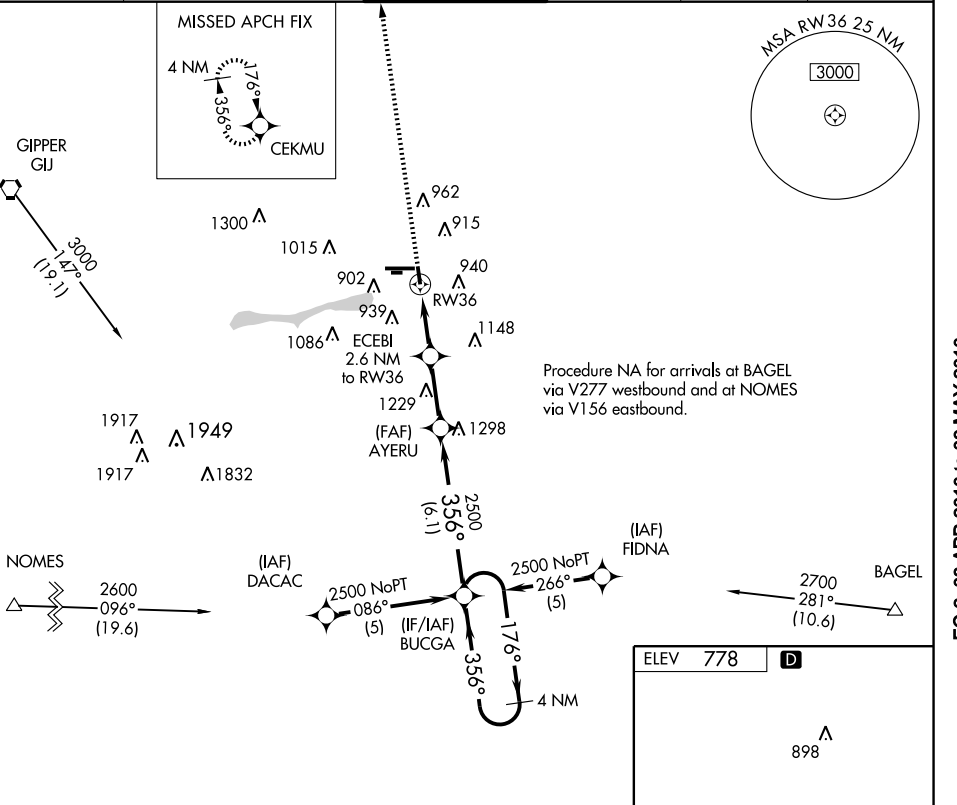 MISSED APCH FIX
4 NM
176°
356°
CEKMU
MSA RW36 25 NM
3000
GIPPER
GIJ
3000
147°
(19.1)
1300
1015
962
915
902
940
RW36
939
1086
1148
ECEBI
2.6 NM
to RW36
Procedure NA for arrivals at BAGEL
via V277 westbound and at NOMES
via V156 eastbound.
1229
(FAF)
AYERU
1298
1917
1949
1917
1832
2500
356°
(6.1)
NOMES
2600
096°
(19.6)
(IAF)
DACAC
2500 NoPT
086°
(5)
(IF/IAF)
BUCGA
2500 NoPT
266°
(5)
(IAF)
FIDNA
2700
281°
(10.6)
BAGEL
176°
356°
4 NM
ELEV 778 D
898